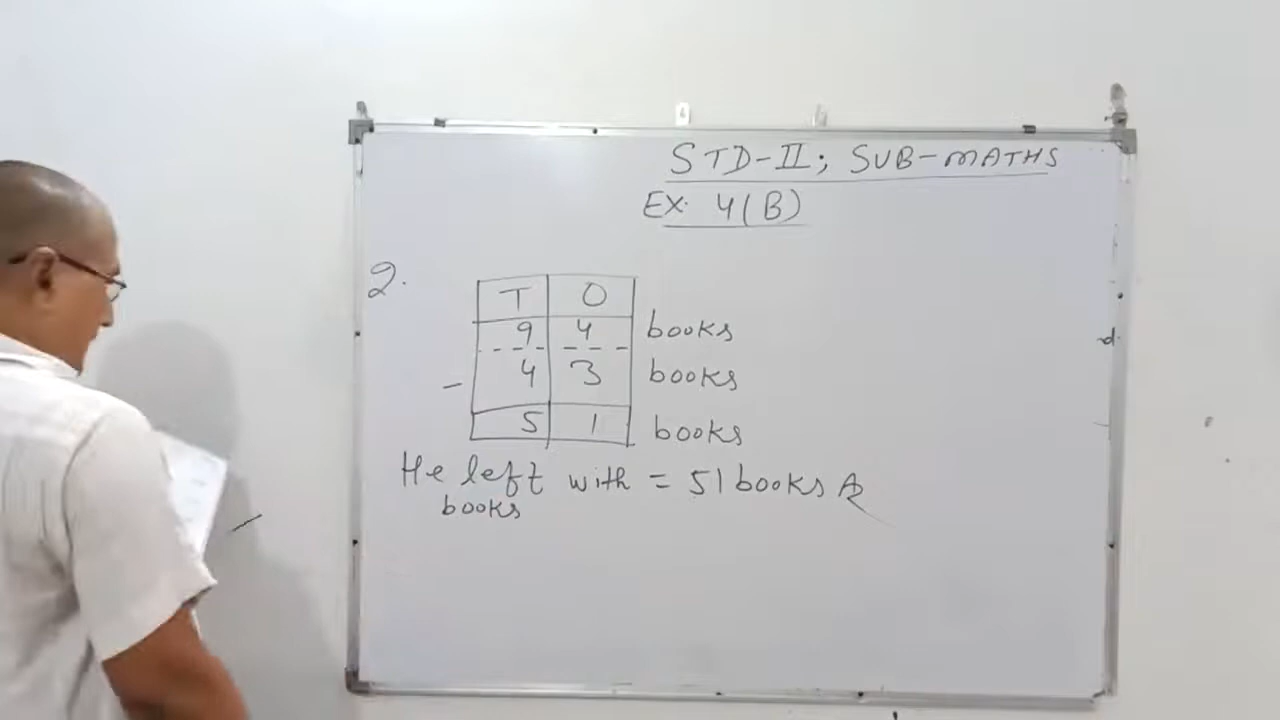 STD-II; SUB-MATHS
EX. 4(B)
2.
T O
9 4 books
- 4 3 books
5 1 books
He left with = 51 books A
books